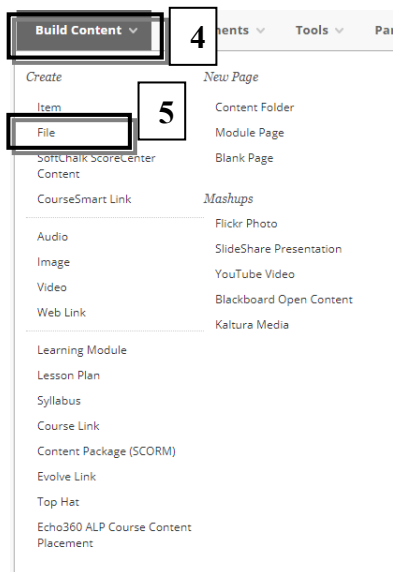 Build Content
4
Tools
Create
Item
File
5
SoftChalk ScoreCenter
Content
CourseSmart Link
Audio
Image
Video
Web Link
Learning Module
Lesson Plan
Syllabus
Course Link
Content Package (SCORM)
Evolve Link
Top Hat
Echo360 ALP Course Content
Placement
New Page
Content Folder
Module Page
Blank Page
Mashups
Flickr Photo
SlideShare Presentation
YouTube Video
Blackboard Open Content
Kaltura Media